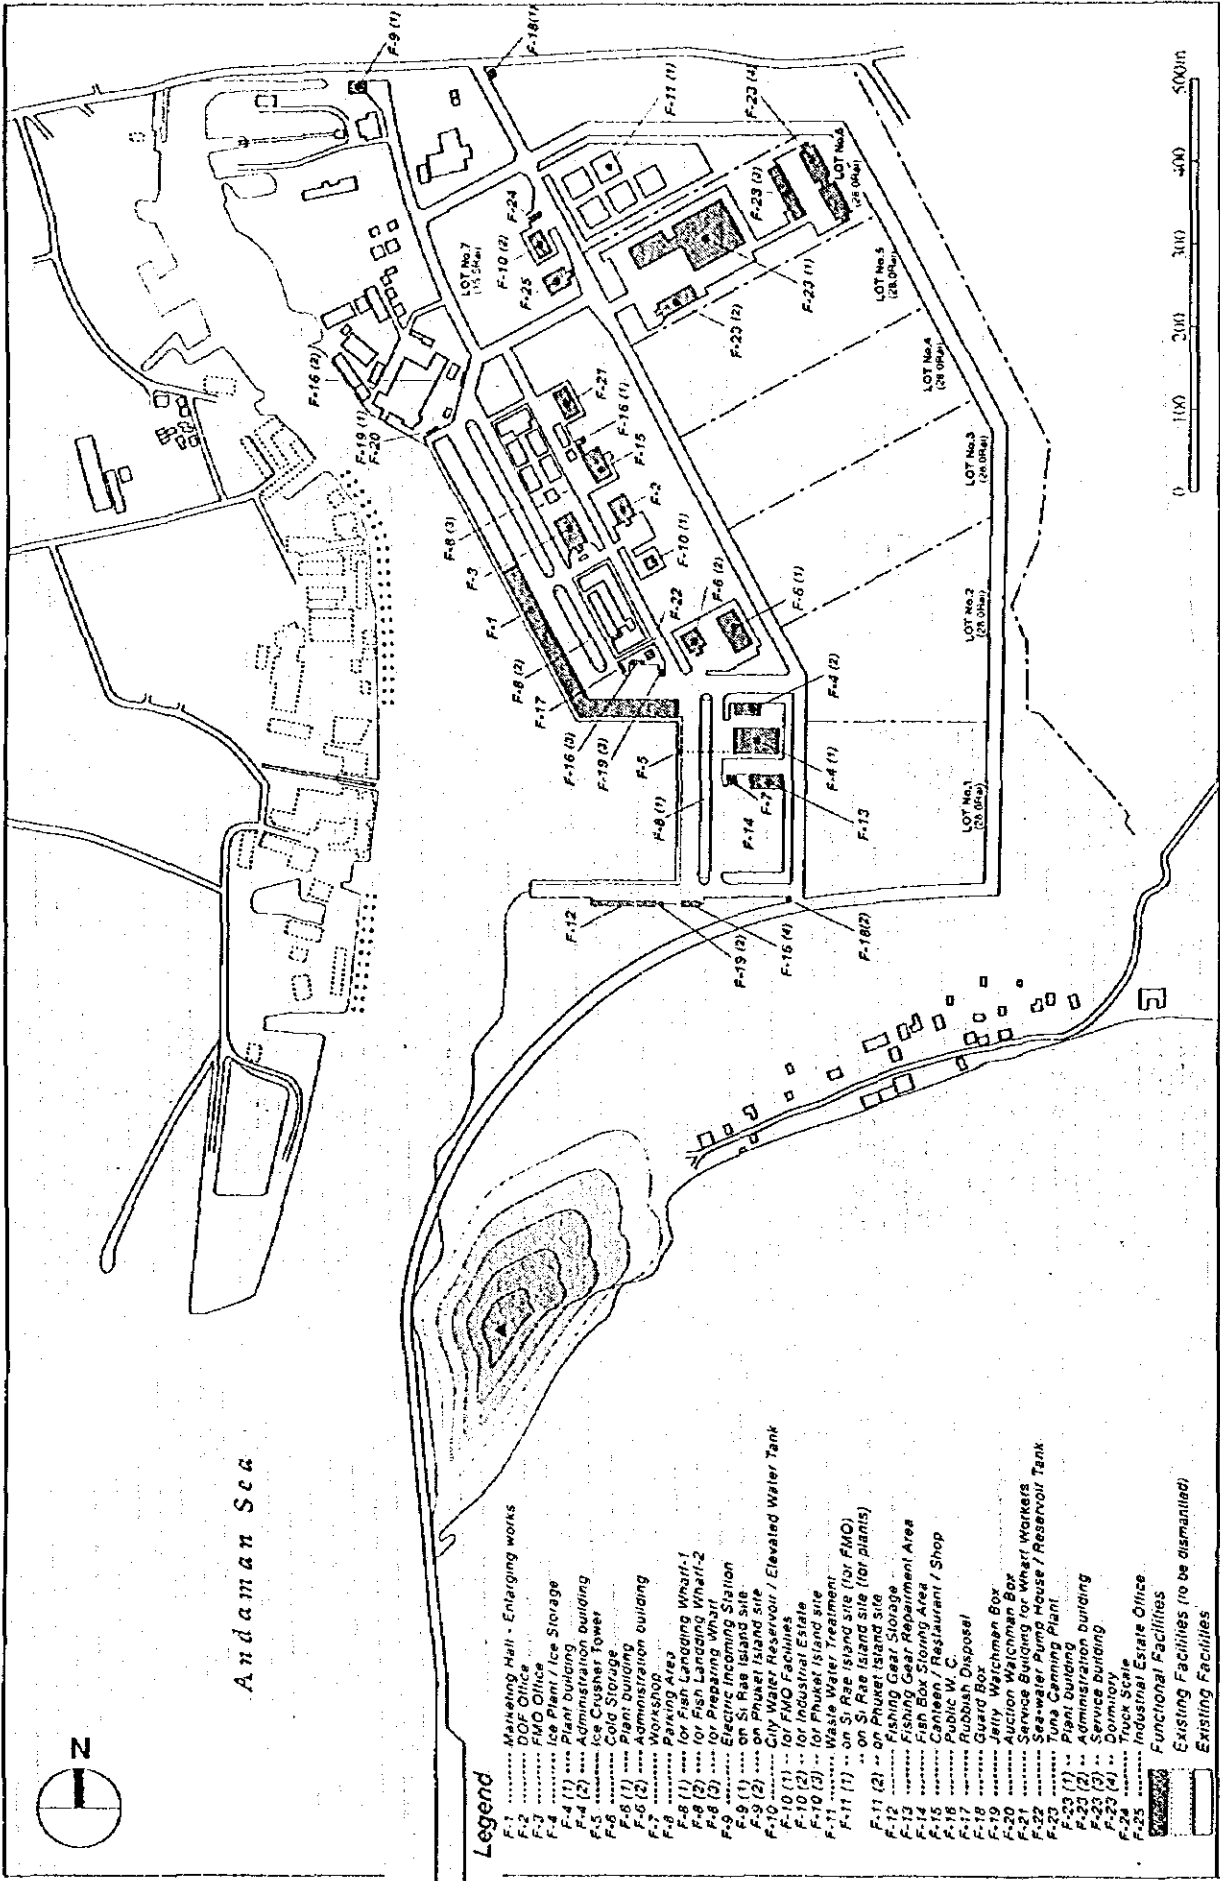 Andaman Sea
N
Legend
F-1 ........ Marketing Hall - Enlarging works
F-2 ........ DOF Office
F-3 ........ FMO Office
F-4 ........ Ice Plant / Ice Storage
F-4 (1) .... Plant building
F-4 (2) .... Administration building
F-5 ........ Ice Crusher Tower
F-6 ........ Cold Storage
F-6 (1) .... Plant building
F-6 (2) .... Administration building
F-7 ........ Workshop
F-8 ........ Parking Area
F-8 (1) .... for Fish Landing Wharf-1
F-8 (2) .... for Fish Landing Wharf-2
F-8 (3) .... for Preparing Wharf
F-9 ........ Electric Incoming Station
F-9 (1) .... on Si Rae Island site
F-9 (2) .... on Phuket Island site
F-10 ....... City Water Reservoir / Elevated Water Tank
F-10 (1) .. for FMO Facilities
F-10 (2) .. for Industrial Estate
F-10 (3) .. for Phuket Island site
F-11 ....... Waste Water Treatment
F-11 (1) .. on Si Rae Island site (for FMO)
.. on Si Rae Island site (for plants)
F-11 (2) .. on Phuket Island site
F-12 ....... Fishing Gear Storage
F-13 ....... Fishing Gear Repairment Area
F-14 ....... Fish Box Storing Area
F-15 ....... Canteen / Restaurant / Shop
F-16 ....... Public W. C.
F-17 ....... Rubbish Disposal
F-18 ....... Guard Box
F-19 ....... Jetty Watchman Box
F-20 ....... Auction Watchman Box
F-21 ....... Service Building for Wharf Workers
F-22 ....... Sea-water Pump House / Reservoir Tank
F-23 ....... Tuna Canning Plant
F-23 (1) .. Plant building
F-23 (2) .. Administration building
F-23 (3) .. Service building
F-23 (4) .. Dormitory
F-24 ....... Truck Scale
F-25 ....... Industrial Estate Office
Functional Facilities
Existing Facilities (to be dismantled)
Existing Facilities
F-12
F-19 (2)
F-16 (4)
F-18(2)
F-8 (1)
F-14
F-7
F-13
F-4 (1)
F-4 (2)
F-5
F-19 (3)
F-16 (3)
F-17
F-8 (2)
F-1
F-3
F-8 (3)
F-22
F-6 (2)
F-6 (1)
F-10 (1)
F-2
F-15
F-16 (1)
F-21
F-20
F-19 (1)
F-16 (2)
F-25
F-10 (2)
F-24
LOT No.7
F-9 (1)
F-18(1)
F-11 (1)
F-23 (4)
F-23 (3)
F-23 (1)
F-23 (2)
LOT No.1
(28.0Rai)
LOT No.2
(28.0Rai)
LOT No.3
(28.0Rai)
LOT No.4
(28.0Rai)
LOT No.5
(28.0Rai)
LOT No.6
(28.0Rai)
0 100 200 300 400 500m